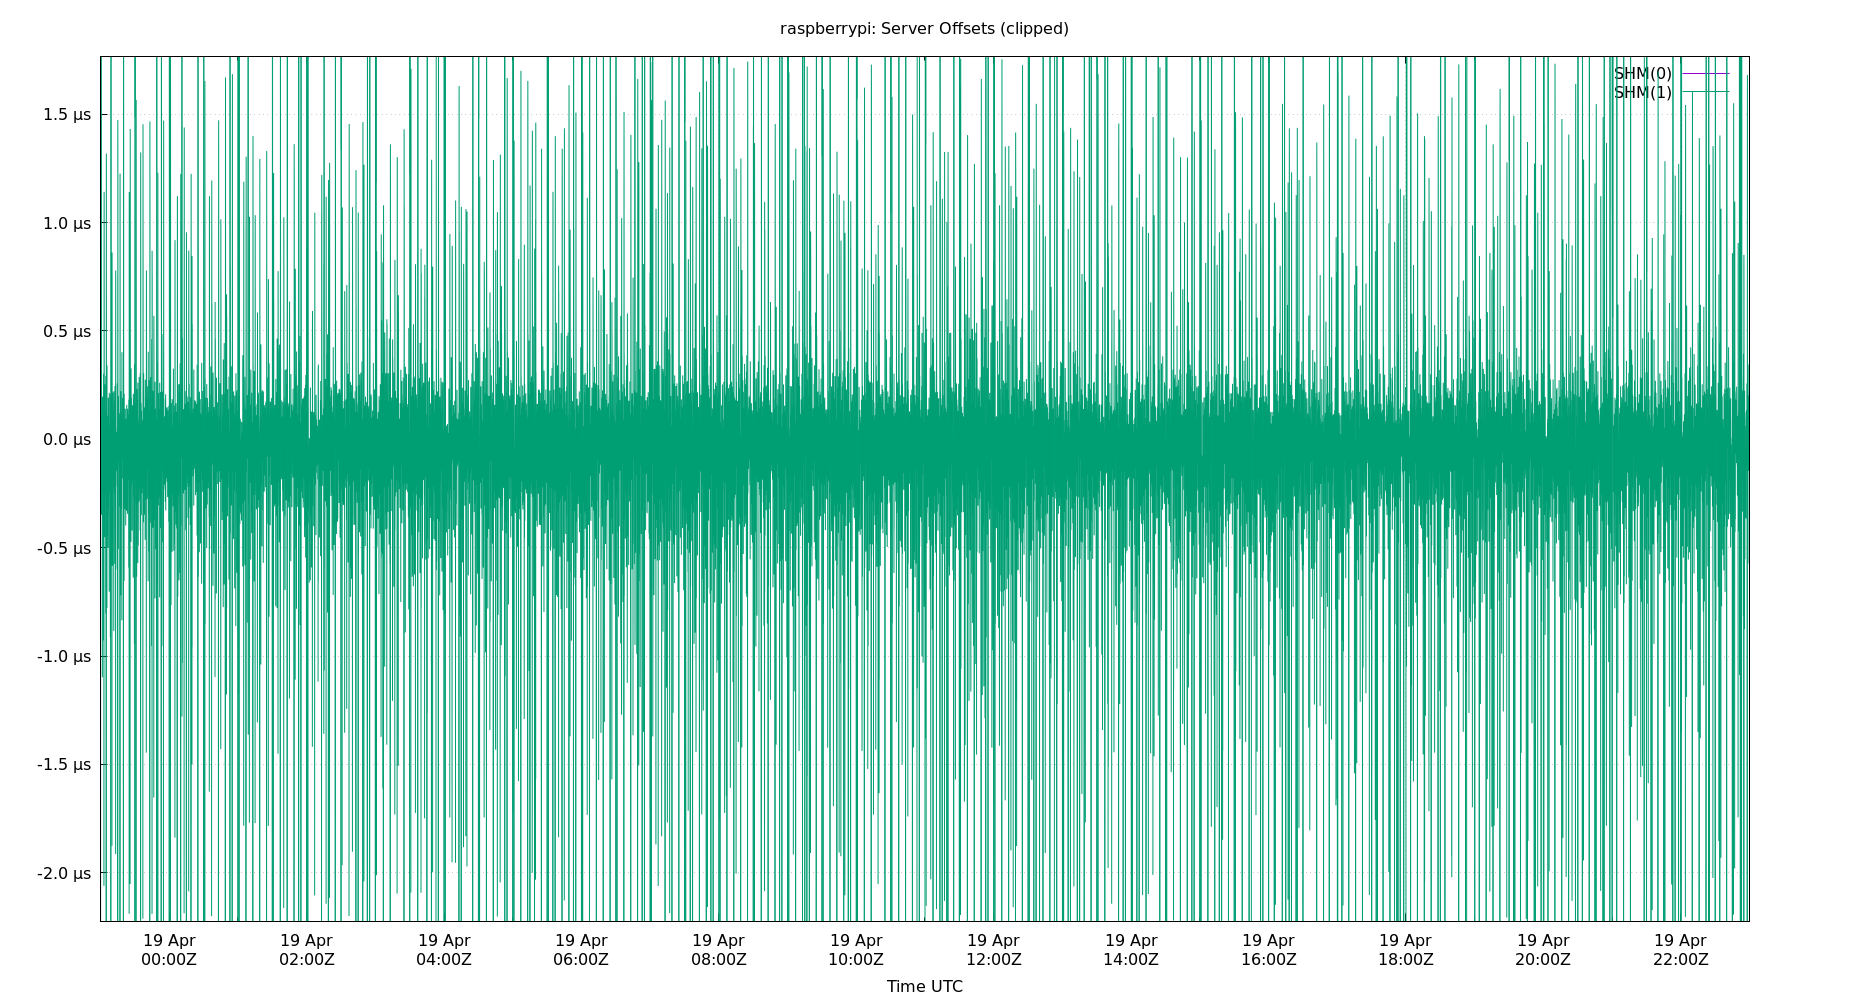 raspberrypi: Server Offsets (clipped)
SHM(0)
SHM(1)
1.5 µs
1.0 µs
0.5 µs
0.0 µs
-0.5 µs
-1.0 µs
-1.5 µs
-2.0 µs
19 Apr 19 Apr 19 Apr 19 Apr 19 Apr 19 Apr 19 Apr 19 Apr 19 Apr 19 Apr 19 Apr 19 Apr
00:00Z 02:00Z 04:00Z 06:00Z 08:00Z 10:00Z 12:00Z 14:00Z 16:00Z 18:00Z 20:00Z 22:00Z
Time UTC